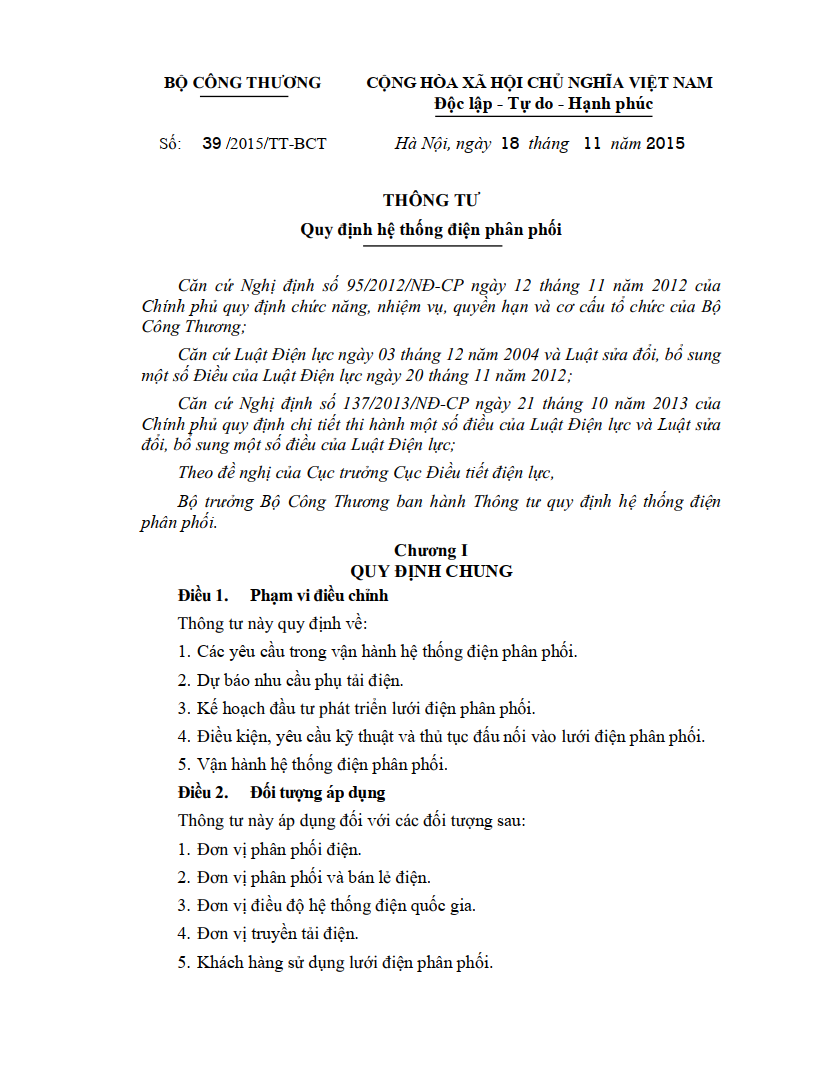 BỘ CÔNG THƯƠNG
CỘNG HÒA XÃ HỘI CHỦ NGHĨA VIỆT NAM
Độc lập - Tự do - Hạnh phúc
Số: 39 /2015/TT-BCT
Hà Nội, ngày 18 tháng 11 năm 2015
THÔNG TƯ
Quy định hệ thống điện phân phối
Căn cứ Nghị định số 95/2012/NĐ-CP ngày 12 tháng 11 năm 2012 của
Chính phủ quy định chức năng, nhiệm vụ, quyền hạn và cơ cấu tổ chức của Bộ
Công Thương;
Căn cứ Luật Điện lực ngày 03 tháng 12 năm 2004 và Luật sửa đổi, bổ sung
một số Điều của Luật Điện lực ngày 20 tháng 11 năm 2012;
Căn cứ Nghị định số 137/2013/NĐ-CP ngày 21 tháng 10 năm 2013 của
Chính phủ quy định chi tiết thi hành một số điều của Luật Điện lực và Luật sửa
đổi, bổ sung một số điều của Luật Điện lực;
Theo đề nghị của Cục trưởng Cục Điều tiết điện lực,
Bộ trưởng Bộ Công Thương ban hành Thông tư quy định hệ thống điện
phân phối.
Chương I
QUY ĐỊNH CHUNG
Điều 1. Phạm vi điều chỉnh
Thông tư này quy định về:
1. Các yêu cầu trong vận hành hệ thống điện phân phối.
2. Dự báo nhu cầu phụ tải điện.
3. Kế hoạch đầu tư phát triển lưới điện phân phối.
4. Điều kiện, yêu cầu kỹ thuật và thủ tục đấu nối vào lưới điện phân phối.
5. Vận hành hệ thống điện phân phối.
Điều 2. Đối tượng áp dụng
Thông tư này áp dụng đối với các đối tượng sau:
1. Đơn vị phân phối điện.
2. Đơn vị phân phối và bán lẻ điện.
3. Đơn vị điều độ hệ thống điện quốc gia.
4. Đơn vị truyền tải điện.
5. Khách hàng sử dụng lưới điện phân phối.